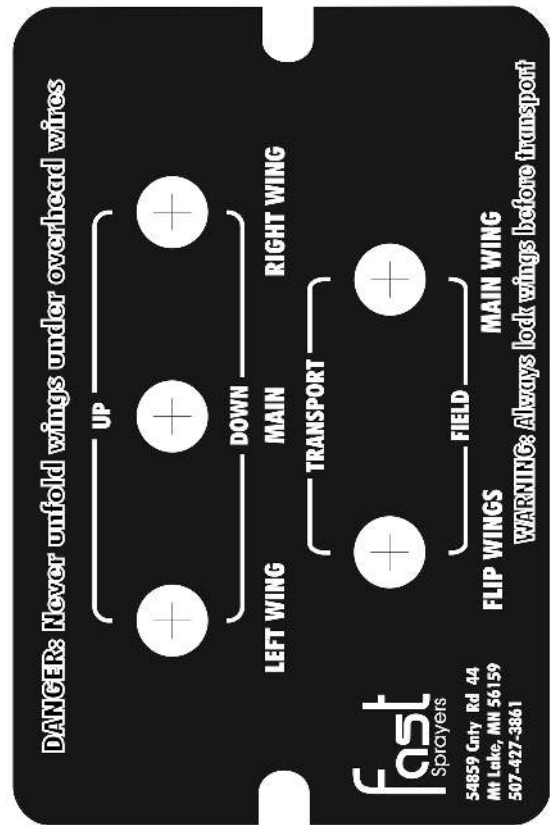 DANGER: Never unfold wings under overhead wires
UP
DOWN
LEFT WING MAIN RIGHT WING
TRANSPORT
FIELD
FLIP WINGS MAIN WING
WARNING: Always lock wings before transport
fast
Sprayers
54859 Cnty Rd 44
Mt Lake, MN 56159
507-427-3861